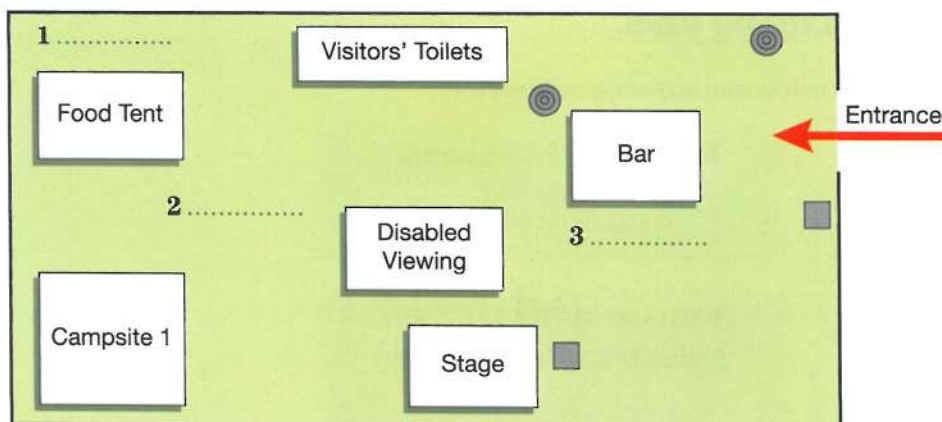 1 ....................
Visitors' Toilets
Food Tent
Entrance
Bar
2 ....................
Disabled
Viewing
3 ....................
Campsite 1
Stage